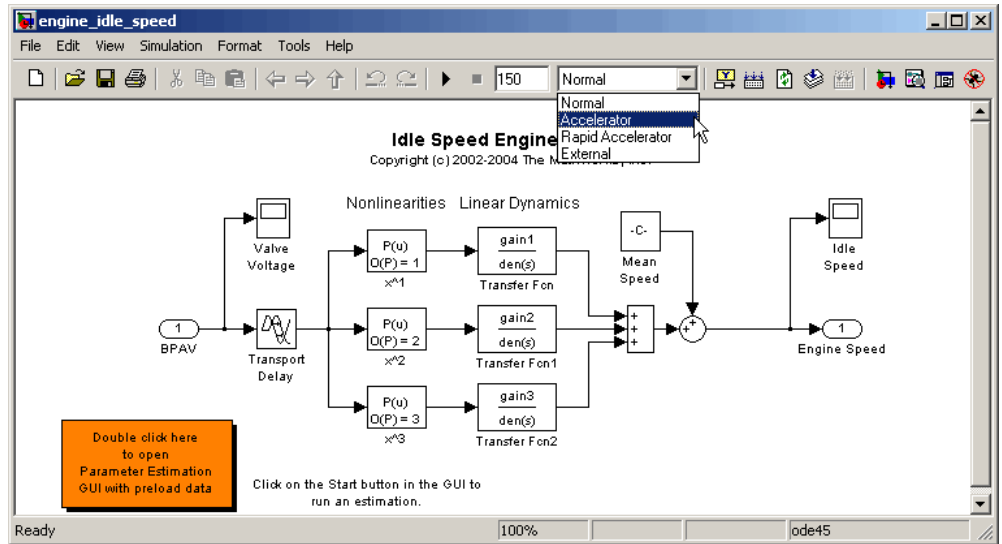 engine_idle_speed
File Edit View Simulation Format Tools Help
150 Normal
Normal
Accelerator
Rapid Accelerator
External
Idle Speed Engine
Copyright (c) 2002-2004 The
Nonlinearities Linear Dynamics
Valve
Voltage
P(u)
O(P) = 1
x^1
gain1
den(s)
Transfer Fcn
-C-
Mean
Speed
Idle
Speed
1
BPAV
Transport
Delay
P(u)
O(P) = 2
x^2
gain2
den(s)
Transfer Fcn1
+
+
+
+
+
1
Engine Speed
P(u)
O(P) = 3
x^3
gain3
den(s)
Transfer Fcn2
Double click here
to open
Parameter Estimation
GUI with preload data
Click on the Start button in the GUI to
run an estimation.
Ready 100% ode45